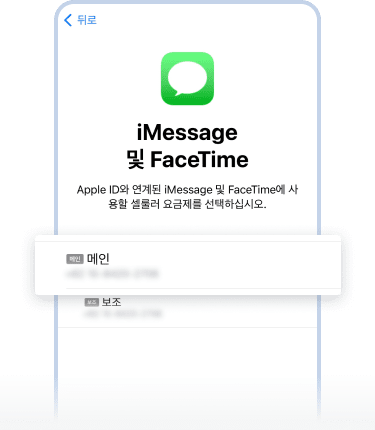 뒤로
iMessage
및 FaceTime
Apple ID와 연계된 iMessage 및 FaceTime에 사
용할 셀룰러 요금제를 선택하십시오.
메인 메인
보조 보조